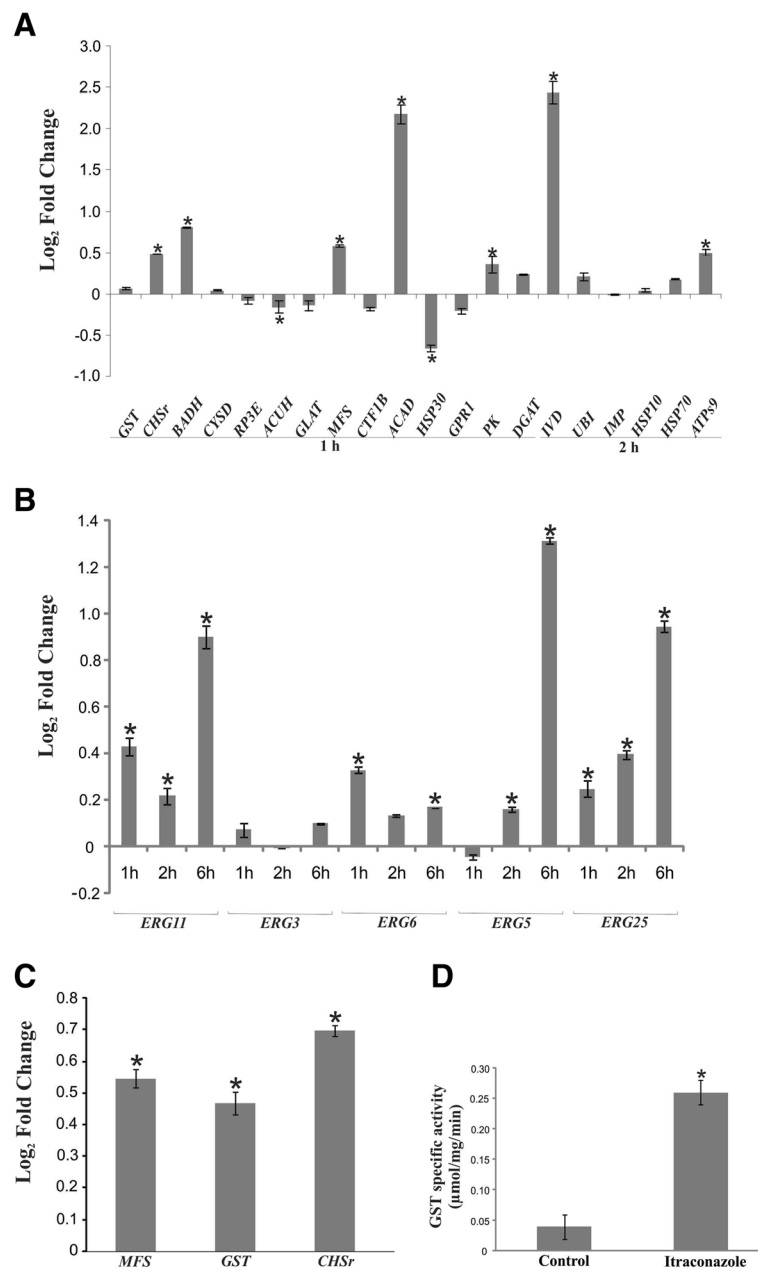 A
Log2 Fold Change
3.0
2.5
2.0
1.5
1.0
0.5
0
-0.5
-1.0
* * * * * * * * * *
GST CHSr BADH CYSD RP3E ACUH GLAT MFS CTF1B ACAD HSP30 GPR1 PK DGAT IVD UBI IMP HSP10 HSP70 ATPs9
1 h 2 h
B
Log2 Fold Change
1.4
1.2
1.0
0.8
0.6
0.4
0.2
0
-0.2
* * * * * * * * * *
1h 2h 6h 1h 2h 6h 1h 2h 6h 1h 2h 6h 1h 2h 6h
ERG11 ERG3 ERG6 ERG5 ERG25
C
Log2 Fold Change
0.8
0.7
0.6
0.5
0.4
0.3
0.2
0.1
0
* * *
MFS GST CHSr
D
GST specific activity
(µmol/mg/min)
0.30
0.25
0.20
0.15
0.10
0.05
0
*
Control Itraconazole